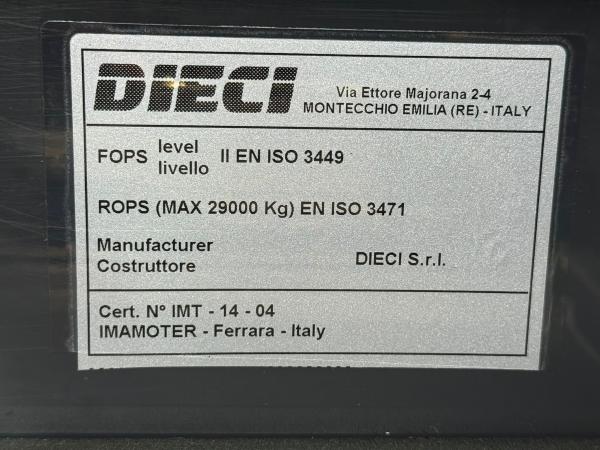 DIECI
Via Ettore Majorana 2-4
MONTECCHIO EMILIA (RE) - ITALY
FOPS level livello II EN ISO 3449
ROPS (MAX 29000 Kg) EN ISO 3471
Manufacturer
Costruttore DIECI S.r.l.
Cert. N° IMT - 14 - 04
IMAMOTER - Ferrara - Italy